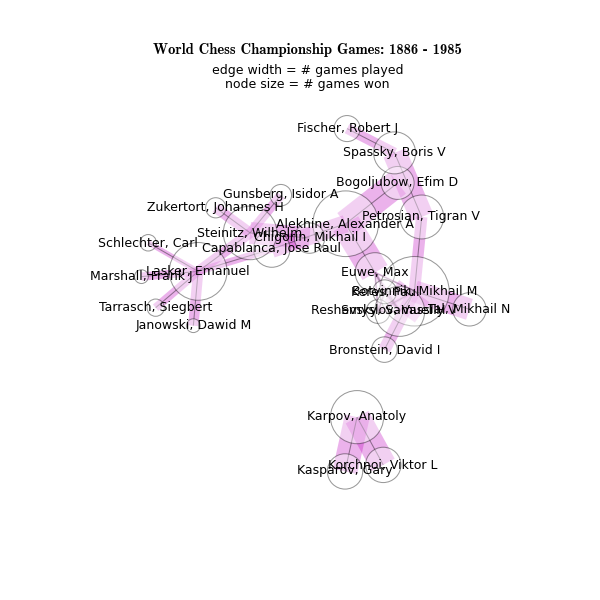 World Chess Championship Games: 1886 - 1985
edge width = # games played
node size = # games won
Fischer, Robert J
Spassky, Boris V
Bogoljubow, Efim D
Gunsberg, Isidor A
Zukertort, Johannes H
Petrosian, Tigran V
Alekhine, Alexander A
Steinitz, Wilhelm
Chigorin, Mikhail I
Schlechter, Carl
Capablanca, Jose Raul
Lasker, Emanuel
Euwe, Max
Marshall, Frank J
Botvinnik, Mikhail M
Keres, Paul
Tarrasch, Siegbert
Reshevsky, Samuel H
Smyslov, Vassily V
Tal, Mikhail N
Janowski, Dawid M
Bronstein, David I
Karpov, Anatoly
Korchnoi, Viktor L
Kasparov, Gary